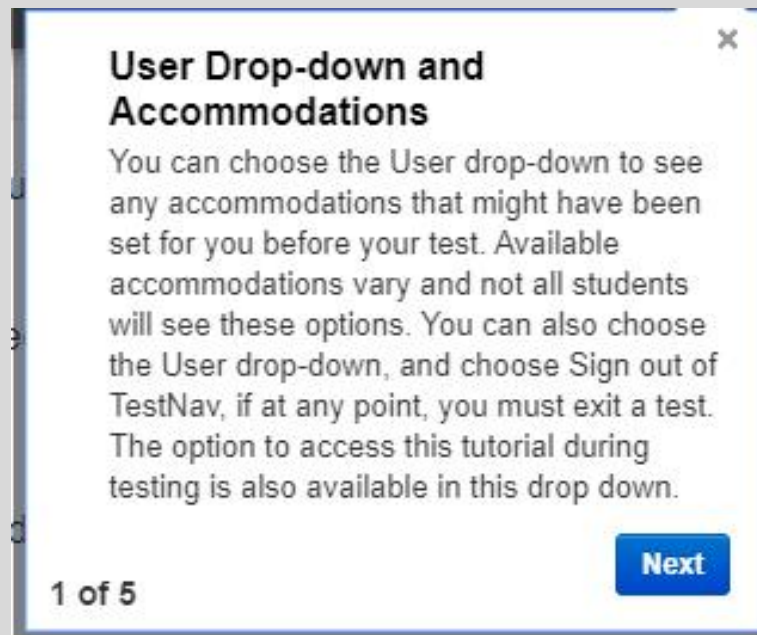 ×
User Drop-down and
Accommodations
You can choose the User drop-down to see
any accommodations that might have been
set for you before your test. Available
accommodations vary and not all students
will see these options. You can also choose
the User drop-down, and choose Sign out of
TestNav, if at any point, you must exit a test.
The option to access this tutorial during
testing is also available in this drop down.
Next
1 of 5